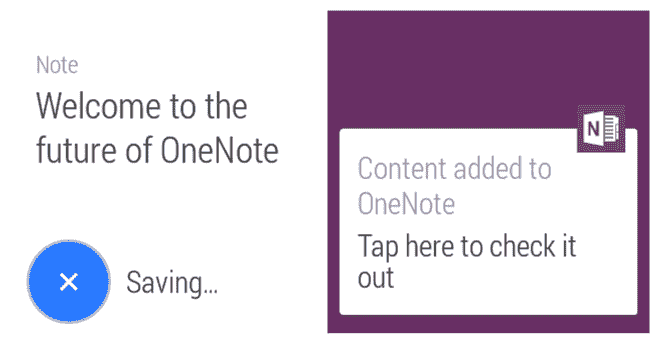 Note
Welcome to the
future of OneNote
Saving...
N
Content added to
OneNote
Tap here to check it
out